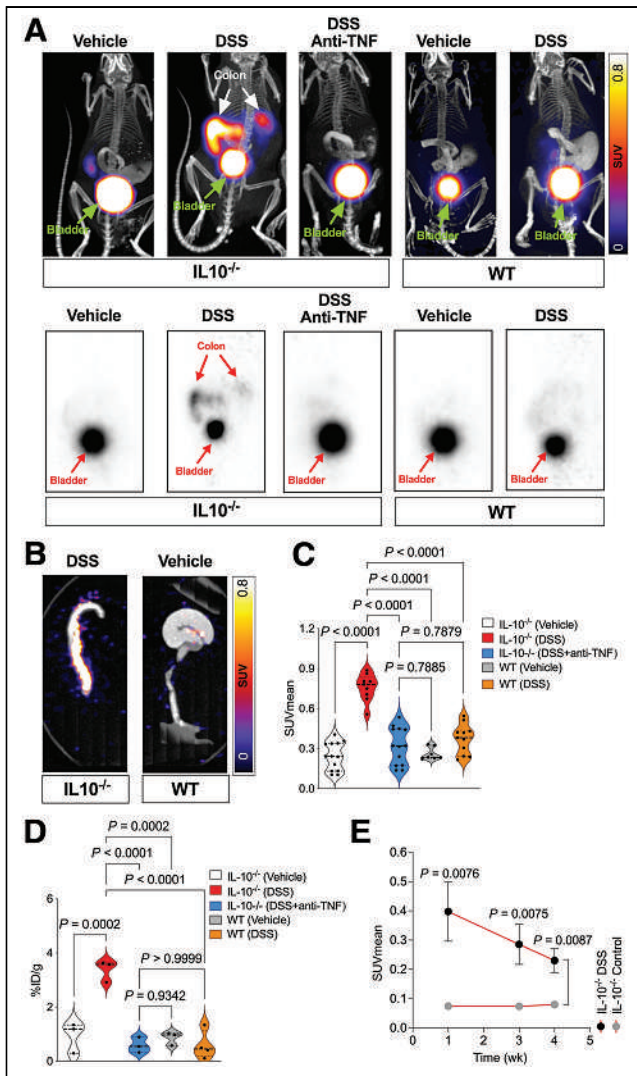 A
Vehicle
DSS
DSS
Anti-TNF
Vehicle
DSS
Colon
Bladder
Bladder
Bladder
Bladder
Bladder
0.8
SUV
0
IL10-/-
WT
Vehicle
DSS
DSS
Anti-TNF
Vehicle
DSS
Colon
Bladder
Bladder
Bladder
Bladder
Bladder
IL10-/-
WT
B
DSS
Vehicle
0.8
SUV
0
IL10-/-
WT
C
P < 0.0001
P < 0.0001
P < 0.0001
P < 0.0001
P = 0.7879
P = 0.7885
SUVmean
1.2
0.9
0.6
0.3
0.0
IL-10-/- (Vehicle)
IL-10-/- (DSS)
IL-10-/- (DSS+anti-TNF)
WT (Vehicle)
WT (DSS)
D
P = 0.0002
P < 0.0001
P < 0.0001
P = 0.0002
P > 0.9999
P = 0.9342
%ID/g
6
4
2
0
IL-10-/- (Vehicle)
IL-10-/- (DSS)
IL-10-/- (DSS+anti-TNF)
WT (Vehicle)
WT (DSS)
E
P = 0.0076
P = 0.0075
P = 0.0087
SUVmean
0.6
0.5
0.4
0.3
0.2
0.1
0.0
0 1 2 3 4 5
Time (wk)
IL-10-/- DSS
IL-10-/- Control